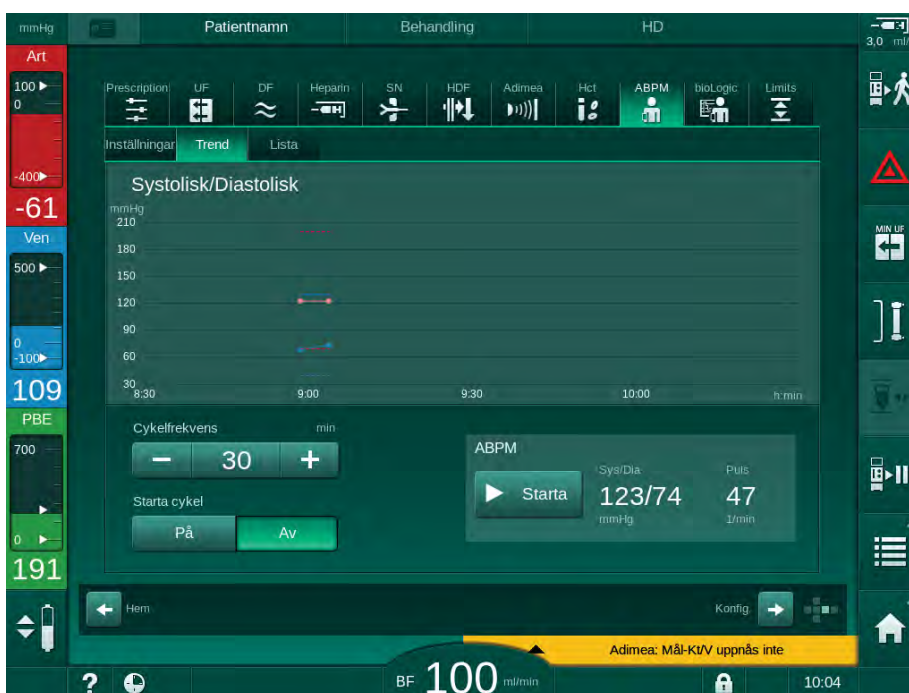 mmHg
Patientnamn
Behandling
HD
3,0 ml/
Art
100
0
-400
-61
Ven
500
0
-100
109
PBE
700
0
191
Prescription UF DF Heparin SN HDF Adimea Hct ABPM bioLogic Limits
Inställningar Trend Lista
Systolisk/Diastolisk
mmHg
210
180
150
120
90
60
30
8:30 9:00 9:30 10:00 h:min
Cykelfrekvens min
30
Starta cykel
På Av
ABPM
Starta
Sys/Dia Puls
123/74 47
mmHg 1/min
MIN UF
Hem
Konfig.
Adimea: Mål-Kt/V uppnås inte
? BF 100 ml/min 10:04